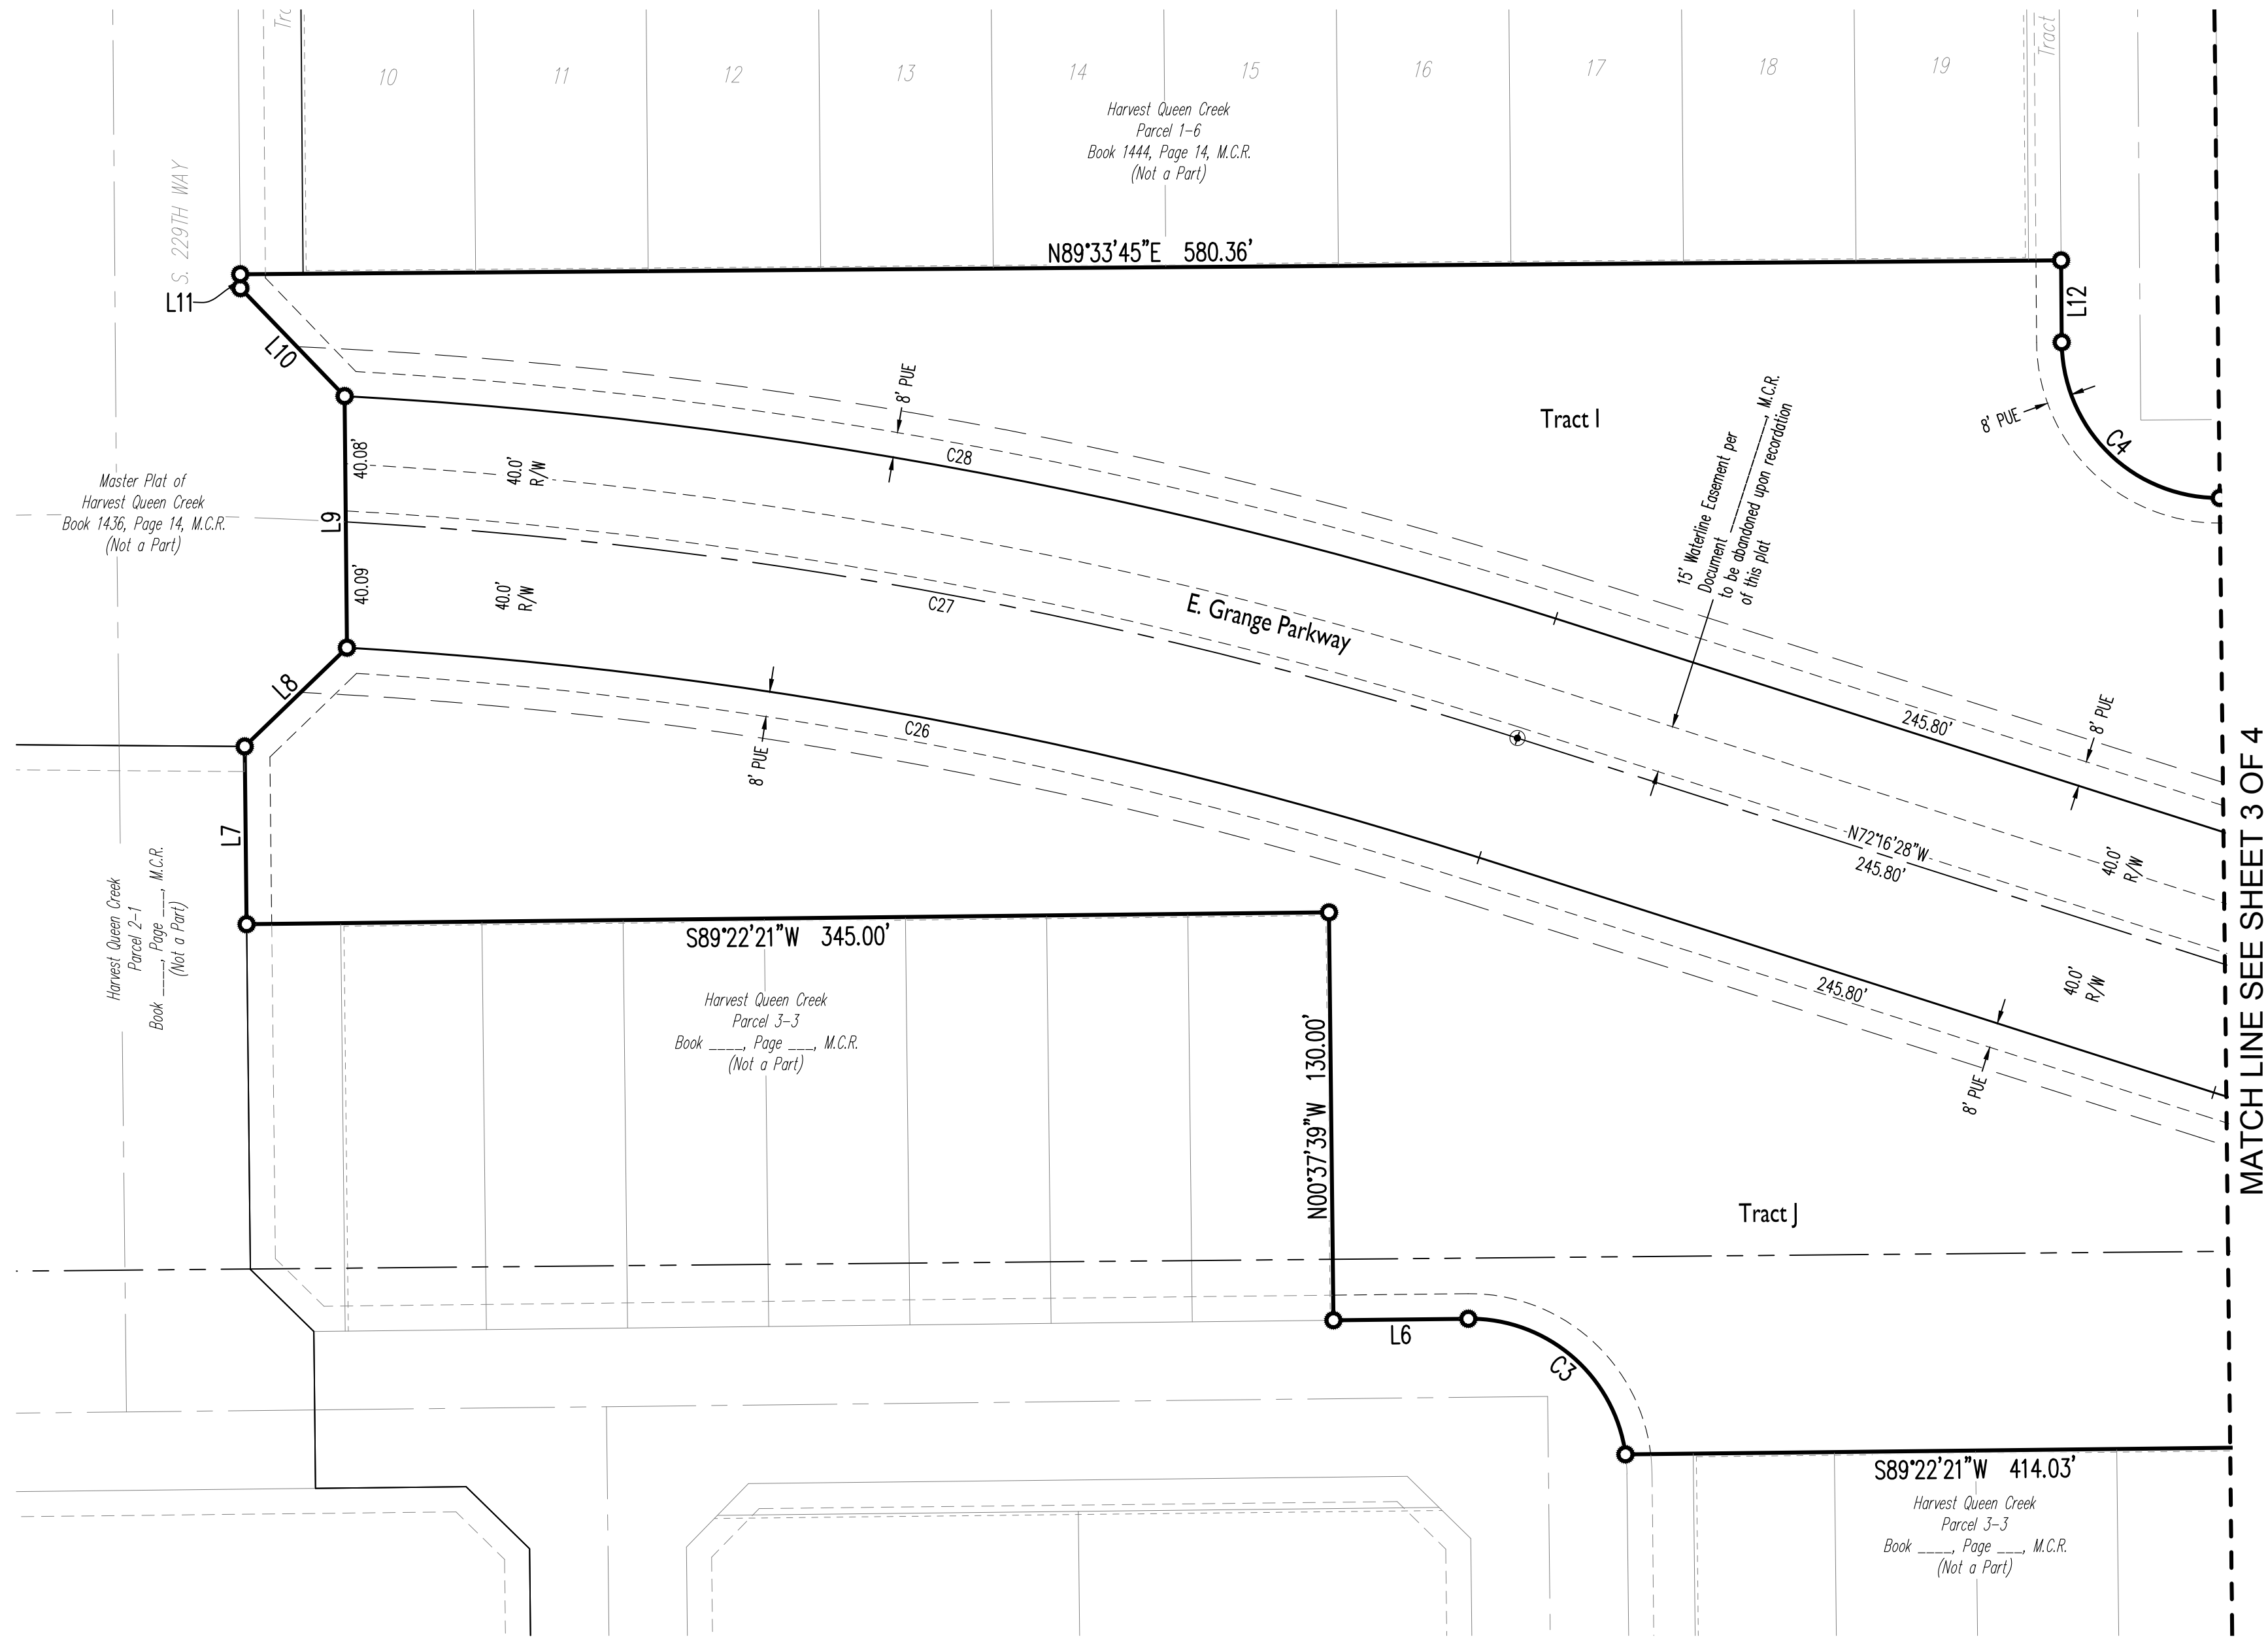 Tract
10
11
12
13
14
15
16
17
18
19
Harvest Queen Creek
Parcel 1-6
Book 1444, Page 14, M.C.R.
(Not a Part)
S. 229TH WAY
N89°33'45"E 580.36'
L11
L10
L12
8' PUE
C4
8' PUE
C28
Tract I
15' Waterline Easement per
Document __________, M.C.R.
to be abandoned upon recordation
of this plat
40.08'
40.0'
R/W
Master Plat of
Harvest Queen Creek
Book 1436, Page 14, M.C.R.
(Not a Part)
L9
40.09'
40.0'
R/W
C27
E. Grange Parkway
L8
C26
8' PUE
245.80'
8' PUE
L7
N72°16'28"W
245.80'
40.0'
R/W
MATCH LINE SEE SHEET 3 OF 4
Harvest Queen Creek
Parcel 2-1
Book ____, Page ___, M.C.R.
(Not a Part)
S89°22'21"W 345.00'
245.80'
40.0'
R/W
8' PUE
Harvest Queen Creek
Parcel 3-3
Book ____, Page ___, M.C.R.
(Not a Part)
N00°37'39"W 130.00'
Tract J
L6
C3
S89°22'21"W 414.03'
Harvest Queen Creek
Parcel 3-3
Book ____, Page ___, M.C.R.
(Not a Part)